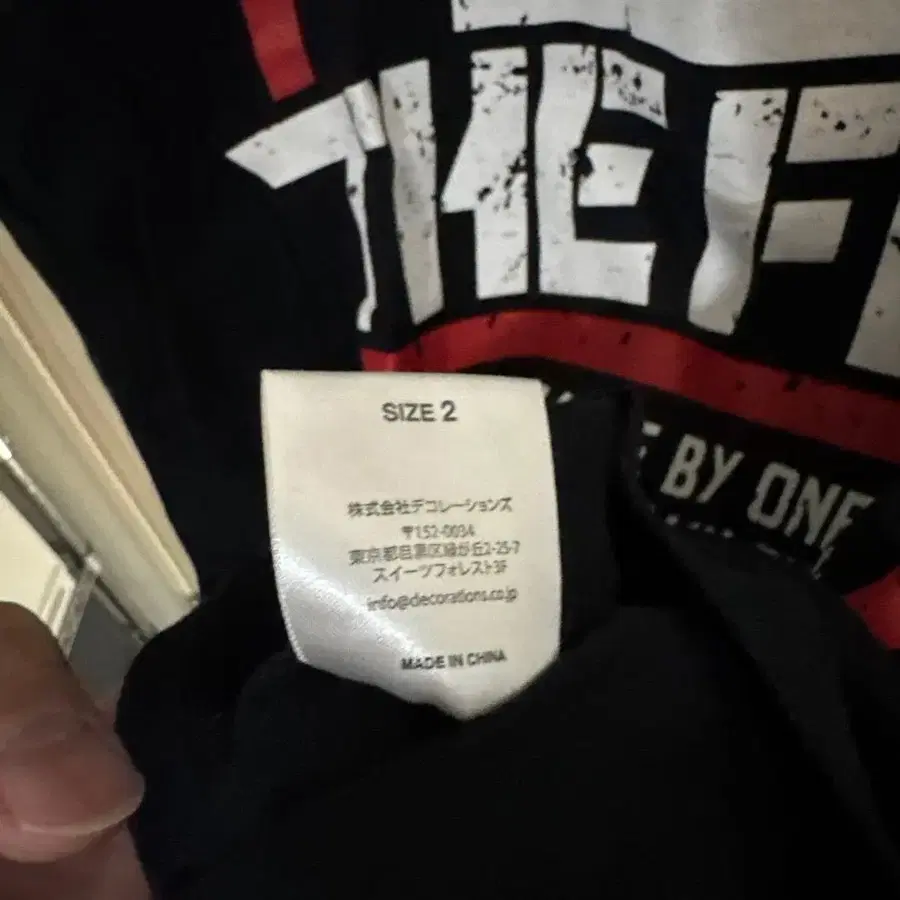 THE F
SIZE 2
BY ONE
株式会社デコレーションズ
〒152-0034
東京都目黒区緑が丘2-25-7
スイーツフォレスト3F
info@decorations.co.jp
MADE IN CHINA